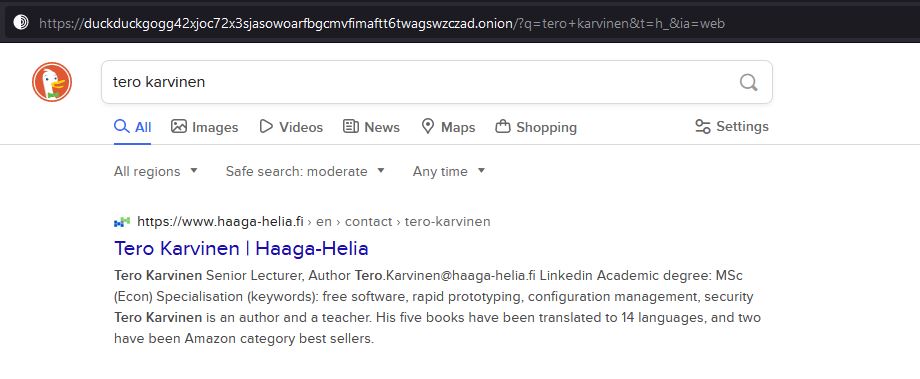 https://duckduckgogg42xjoc72x3sjasowoarfbgcmvfimaftt6twagswzczad.onion/?q=tero+karvinen&t=h_&ia=web
tero karvinen
All Images Videos News Maps Shopping Settings
All regions Safe search: moderate Any time
https://www.haaga-helia.fi › en › contact › tero-karvinen
Tero Karvinen | Haaga-Helia
Tero Karvinen Senior Lecturer, Author Tero.Karvinen@haaga-helia.fi Linkedin Academic degree: MSc
(Econ) Specialisation (keywords): free software, rapid prototyping, configuration management, security
Tero Karvinen is an author and a teacher. His five books have been translated to 14 languages, and two
have been Amazon category best sellers.